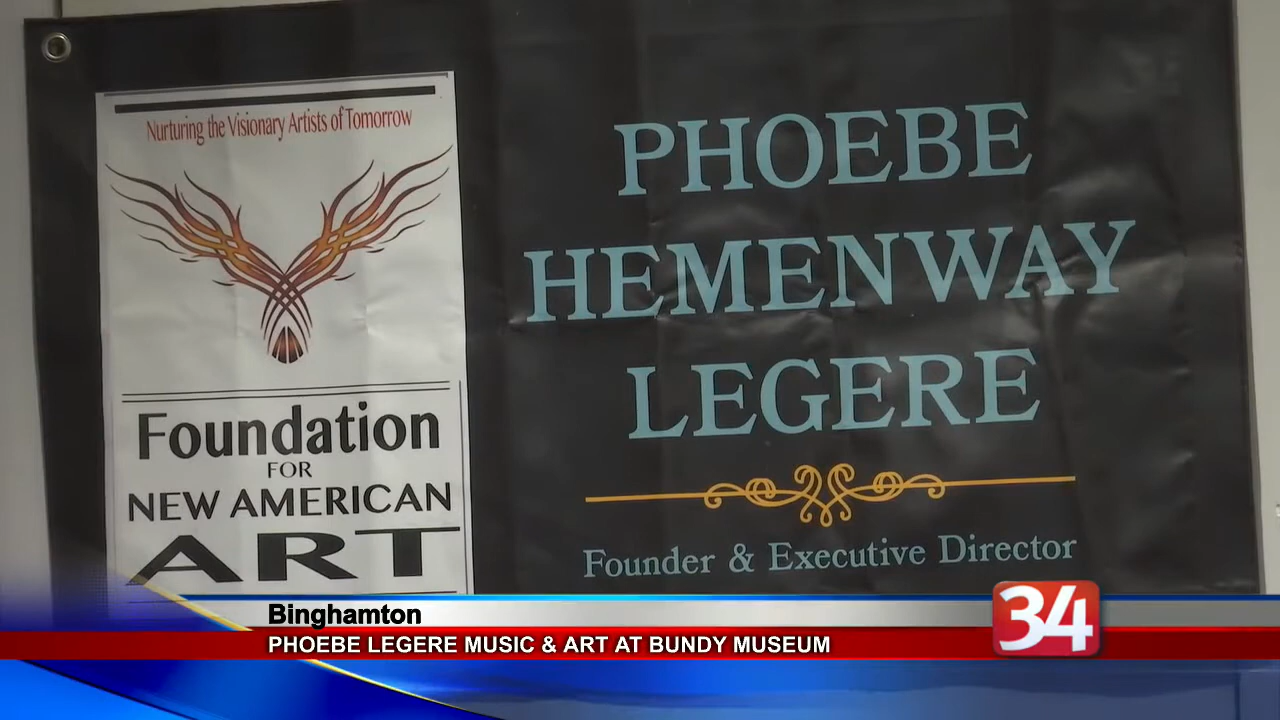 Nurturing the Visionary Artists of Tomorrow
Foundation
FOR
NEW AMERICAN
ART
PHOEBE
HEMENWAY
LEGERE
Founder & Executive Director
Binghamton
PHOEBE LEGERE MUSIC & ART AT BUNDY MUSEUM
34